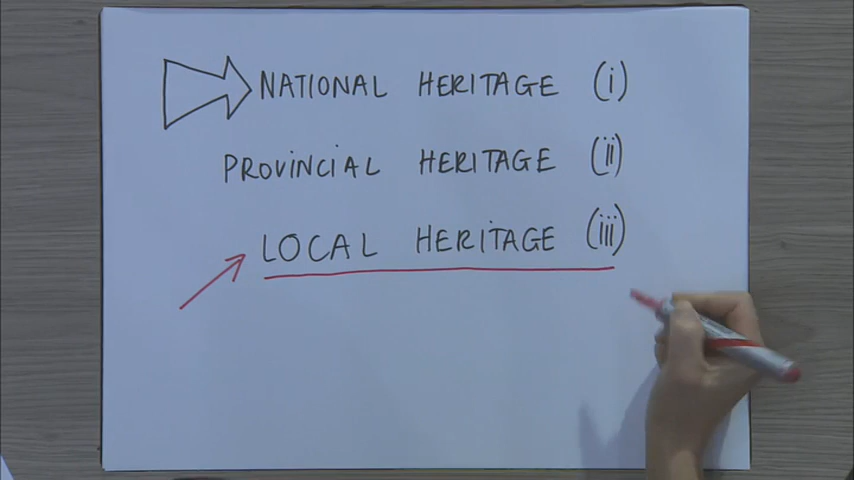 NATIONAL HERITAGE (i)
PROVINCIAL HERITAGE (ii)
LOCAL HERITAGE (iii)